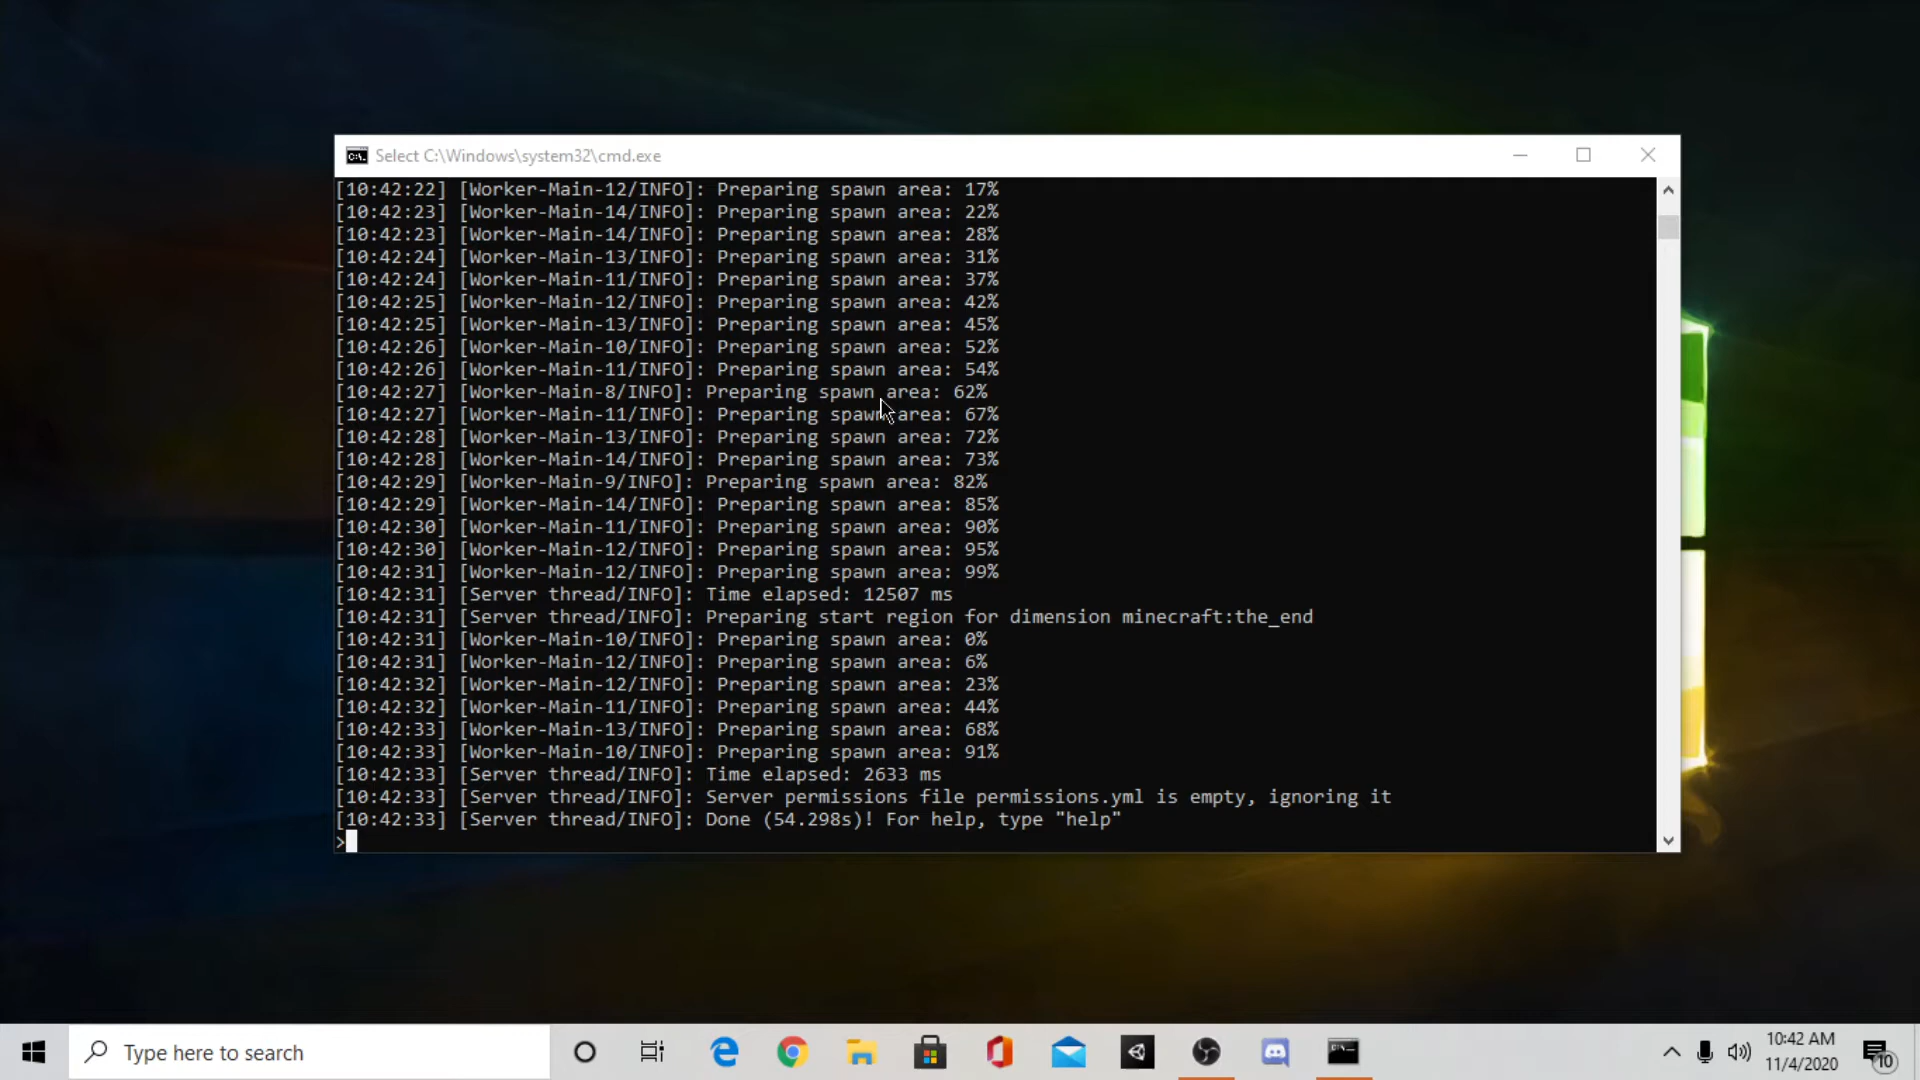 Select C:\Windows\system32\cmd.exe
[10:42:22] [Worker-Main-12/INFO]: Preparing spawn area: 17%
[10:42:23] [Worker-Main-14/INFO]: Preparing spawn area: 22%
[10:42:23] [Worker-Main-14/INFO]: Preparing spawn area: 28%
[10:42:24] [Worker-Main-13/INFO]: Preparing spawn area: 31%
[10:42:24] [Worker-Main-11/INFO]: Preparing spawn area: 37%
[10:42:25] [Worker-Main-12/INFO]: Preparing spawn area: 42%
[10:42:25] [Worker-Main-13/INFO]: Preparing spawn area: 45%
[10:42:26] [Worker-Main-10/INFO]: Preparing spawn area: 52%
[10:42:26] [Worker-Main-11/INFO]: Preparing spawn area: 54%
[10:42:27] [Worker-Main-8/INFO]: Preparing spawn area: 62%
[10:42:27] [Worker-Main-11/INFO]: Preparing spawn area: 67%
[10:42:28] [Worker-Main-13/INFO]: Preparing spawn area: 72%
[10:42:28] [Worker-Main-14/INFO]: Preparing spawn area: 73%
[10:42:29] [Worker-Main-9/INFO]: Preparing spawn area: 82%
[10:42:29] [Worker-Main-14/INFO]: Preparing spawn area: 85%
[10:42:30] [Worker-Main-11/INFO]: Preparing spawn area: 90%
[10:42:30] [Worker-Main-12/INFO]: Preparing spawn area: 95%
[10:42:31] [Worker-Main-12/INFO]: Preparing spawn area: 99%
[10:42:31] [Server thread/INFO]: Time elapsed: 12507 ms
[10:42:31] [Server thread/INFO]: Preparing start region for dimension minecraft:the_end
[10:42:31] [Worker-Main-10/INFO]: Preparing spawn area: 0%
[10:42:31] [Worker-Main-12/INFO]: Preparing spawn area: 6%
[10:42:32] [Worker-Main-12/INFO]: Preparing spawn area: 23%
[10:42:32] [Worker-Main-11/INFO]: Preparing spawn area: 44%
[10:42:33] [Worker-Main-13/INFO]: Preparing spawn area: 68%
[10:42:33] [Worker-Main-10/INFO]: Preparing spawn area: 91%
[10:42:33] [Server thread/INFO]: Time elapsed: 2633 ms
[10:42:33] [Server thread/INFO]: Server permissions file permissions.yml is empty, ignoring it
[10:42:33] [Server thread/INFO]: Done (54.298s)! For help, type "help"
>
Type here to search
10:42 AM
11/4/2020
10